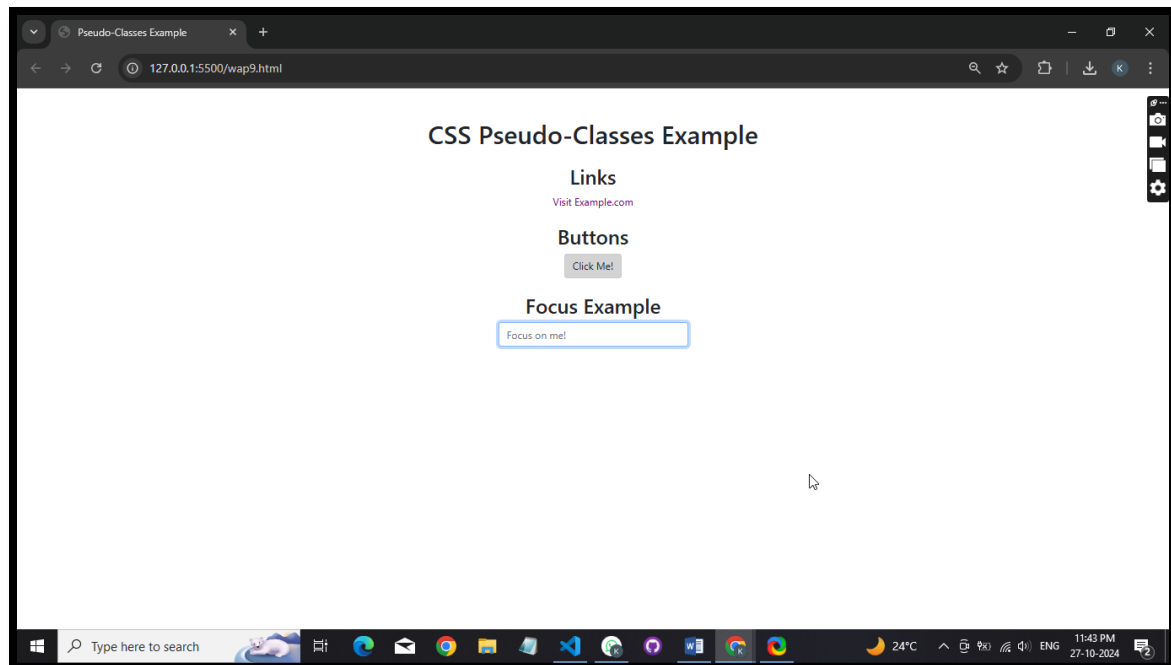 Pseudo-Classes Example
127.0.0.1:5500/wap9.html
K
CSS Pseudo-Classes Example
Links
Visit Example.com
Buttons
Click Me!
Focus Example
Focus on me!
Type here to search
24°C
ENG
11:43 PM
27-10-2024
2